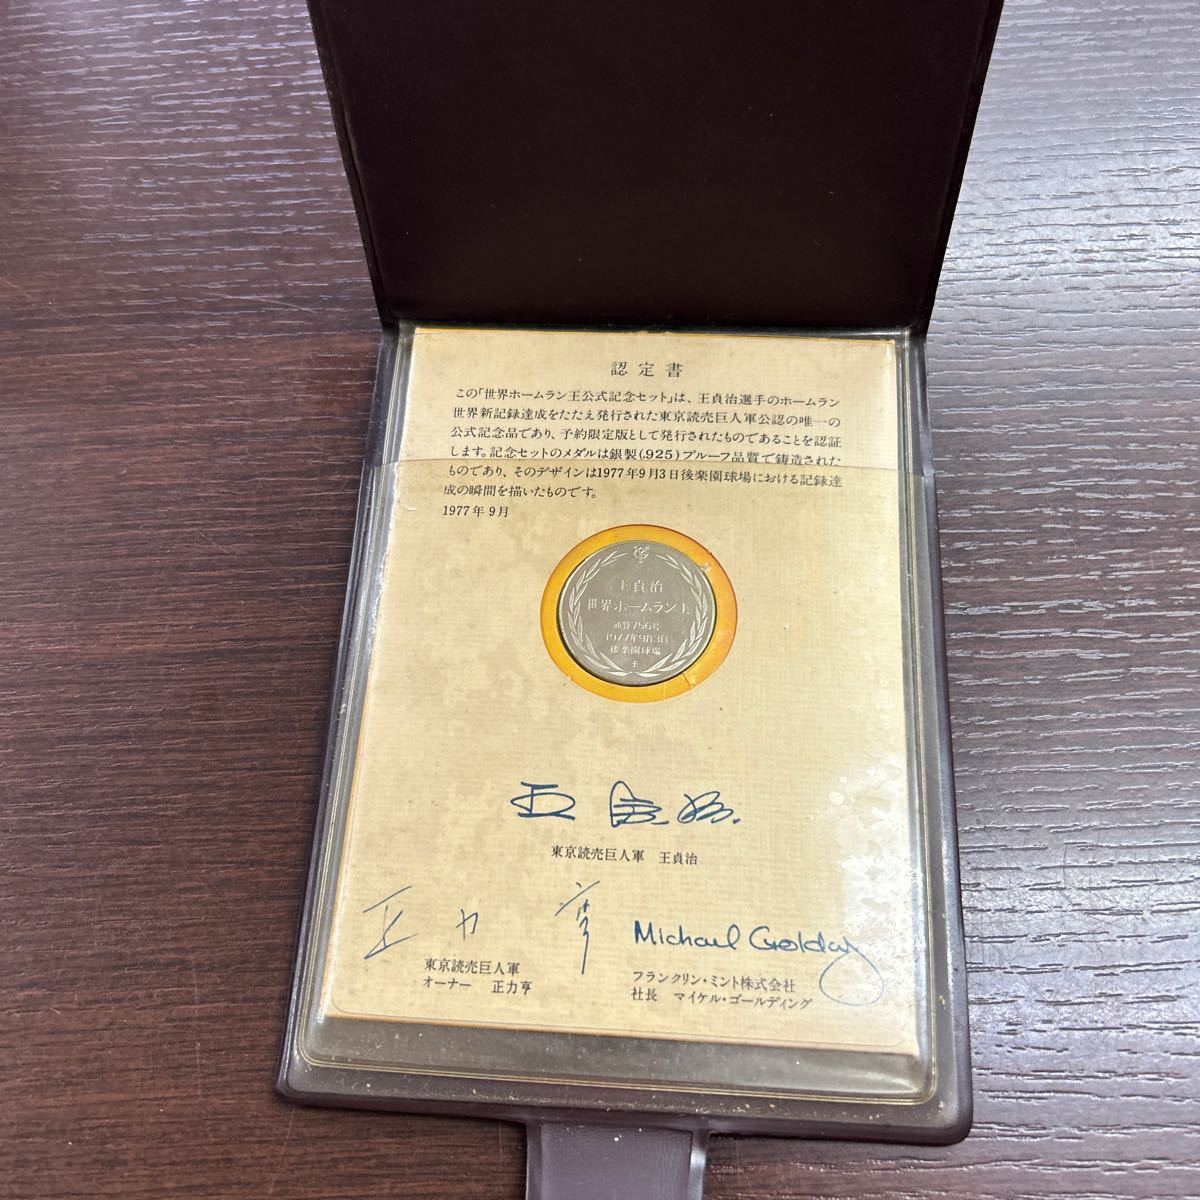 認定書
この「世界ホームラン王公式記念セット」は、王貞治選手のホームラン
世界新記録達成をたたえ発行された東京読売巨人軍公認の唯一の
公式記念品であり、予約限定版として発行されたものであることを認証
します。記念セットのメダルは銀製(.925)プルーフ品質で鋳造された
ものであり、そのデザインは1977年9月3日後楽園球場における記録達
成の瞬間を描いたものです。
1977年9月
王貞治
世界ホームラン王
通算756号
1977年9月3日
後楽園球場
王貞治
東京読売巨人軍 王貞治
正力亨
東京読売巨人軍
オーナー 正力亨
Michael Golding
フランクリン・ミント株式会社
社長 マイケル・ゴールディング